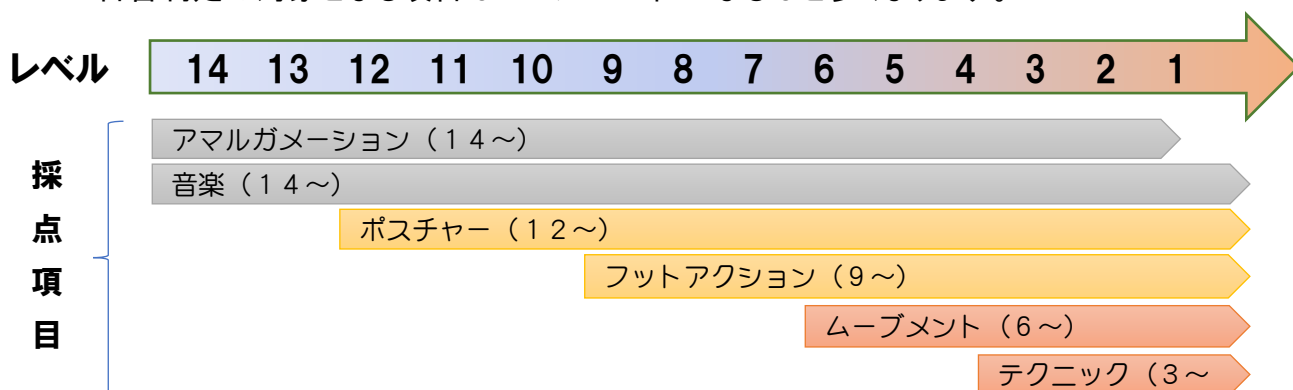 レベル 14 13 12 11 10 9 8 7 6 5 4 3 2 1
アマルガメーション（14～）
音楽（14～）
ポスチャー（12～）
フットアクション（9～）
ムーブメント（6～）
テクニック（3～
採点項目